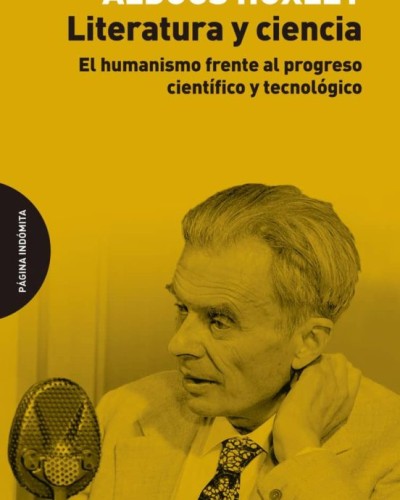 ALDOUS HUXLEY
Literatura y ciencia
El humanismo frente al progreso
científico y tecnológico
PÁGINA INDÓMITA